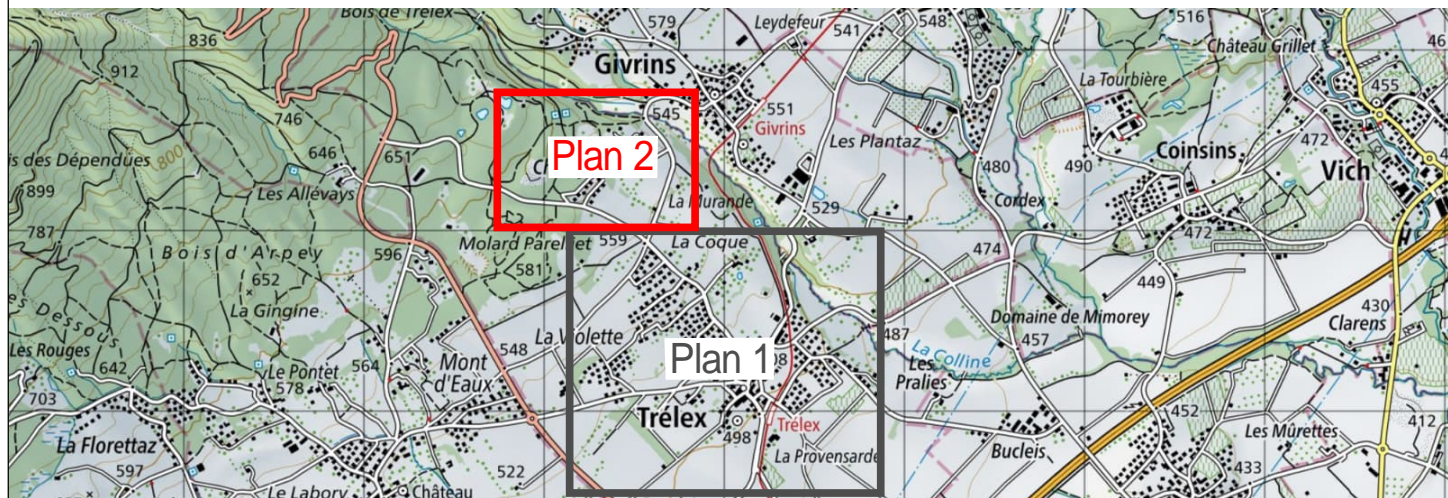 Bois de Trélex
579
Leydefeur
541
548
516
836
Château Grillet
46
Givrins
912
La Tourbière
455
545
551
746
Givrins
472
Plan 2
Les Plantaz
646
651
Coinsins
is des Dépendues
800
480
490
Vich
899
Les Allévays
La Murande
Cordex
529
787
Molard Parel
et
559
La Coque
474
472
Bois d'Arpey
596
581
652
449
La Gingine
Domaine de Mimorey
430
es Dessous
La Violette
487
Clarens
Les Rouges
548
Plan 1
457
642
Le Pontet
564
Mont
d'Eaux
La Colline
578
Les
Pralies
703
Trélex
Trélex
452
412
La Florettaz
498
Les Mûrettes
597
522
La Provensarde
Bucleis
433
Le Labory
Château